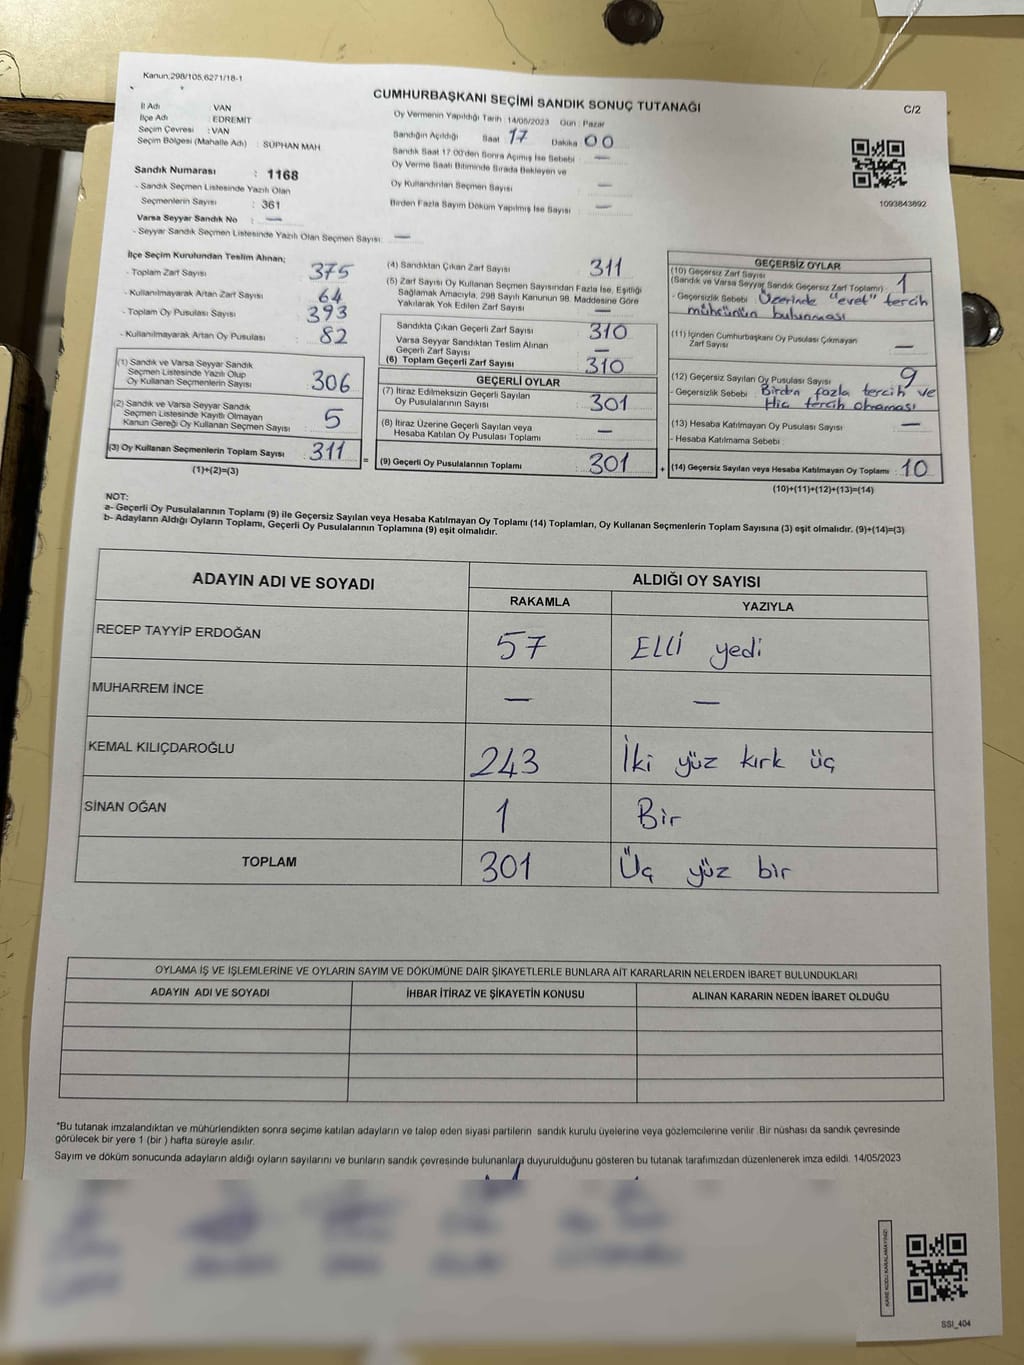 Kanun;298/105,6271/18-1
CUMHURBAŞKANI SEÇİMİ SANDIK SONUÇ TUTANAĞI
C/2
İl Adı VAN
İlçe Adı EDREMİT
Seçim Çevresi : VAN
Seçim Bölgesi (Mahalle Adı) : SÜPHAN MAH
Sandık Numarası : 1168
- Sandık Seçmen Listesinde Yazılı Olan
Seçmenlerin Sayısı : 361
Varsa Seyyar Sandık No : —
- Seyyar Sandık Seçmen Listesinde Yazılı Olan Seçmen Sayısı: —
Oy Vermenin Yapıldığı Tarih : 14/05/2023 Gün : Pazar
Sandığın Açıldığı Saat 17 Dakika 00
Sandık Saat 17:00'den Sonra Açılmış İse Sebebi —
Oy Verme Saati Bitiminde Sırada Bekleyen ve
Oy Kullandırılan Seçmen Sayısı —
Birden Fazla Sayım Döküm Yapılmış İse Sayısı —
1093843692
İlçe Seçim Kurulundan Teslim Alınan;
- Toplam Zarf Sayısı 375
- Kullanılmayarak Artan Zarf Sayısı 64
- Toplam Oy Pusulası Sayısı 393
- Kullanılmayarak Artan Oy Pusulası 82
(1) Sandık ve Varsa Seyyar Sandık
Seçmen Listesinde Yazılı Olup
Oy Kullanan Seçmenlerin Sayısı 306
(2) Sandık ve Varsa Seyyar Sandık
Seçmen Listesinde Kayıtlı Olmayan
Kanun Gereği Oy Kullanan Seçmen Sayısı 5
(3) Oy Kullanan Seçmenlerin Toplam Sayısı 311
(1)+(2)=(3)
(4) Sandıktan Çıkan Zarf Sayısı 311
(5) Zarf Sayısı Oy Kullanan Seçmen Sayısından Fazla İse, Eşitliği
Sağlamak Amacıyla, 298 Sayılı Kanunun 98. Maddesine Göre
Yakılarak Yok Edilen Zarf Sayısı —
Sandıkta Çıkan Geçerli Zarf Sayısı 310
Varsa Seyyar Sandıktan Teslim Alınan
Geçerli Zarf Sayısı —
(6) Toplam Geçerli Zarf Sayısı 310
GEÇERLİ OYLAR
(7) İtiraz Edilmeksizin Geçerli Sayılan
Oy Pusulalarının Sayısı : 301
(8) İtiraz Üzerine Geçerli Sayılan veya
Hesaba Katılan Oy Pusulası Toplamı —
= (9) Geçerli Oy Pusulalarının Toplamı : 301
GEÇERSİZ OYLAR
(10) Geçersiz Zarf Sayısı
(Sandık ve Varsa Seyyar Sandık Geçersiz Zarf Toplamı) 1
- Geçersizlik Sebebi Üzerinde "evet" tercih
mührünün bulunması
(11) İçinden Cumhurbaşkanı Oy Pusulası Çıkmayan
Zarf Sayısı —
(12) Geçersiz Sayılan Oy Pusulası Sayısı 9
- Geçersizlik Sebebi : Birden fazla tercih ve
Hiç tercih olmaması
(13) Hesaba Katılmayan Oy Pusulası Sayısı —
- Hesaba Katılmama Sebebi
+ (14) Geçersiz Sayılan veya Hesaba Katılmayan Oy Toplamı : 10
(10)+(11)+(12)+(13)=(14)
NOT:
a- Geçerli Oy Pusulalarının Toplamı (9) ile Geçersiz Sayılan veya Hesaba Katılmayan Oy Toplamı (14) Toplamları, Oy Kullanan Seçmenlerin Toplam Sayısına (3) eşit olmalıdır. (9)+(14)=(3)
b- Adayların Aldığı Oyların Toplamı, Geçerli Oy Pusulalarının Toplamına (9) eşit olmalıdır.
ADAYIN ADI VE SOYADI
ALDIĞI OY SAYISI
RAKAMLA YAZIYLA
RECEP TAYYİP ERDOĞAN 57 ELLİ yedi
MUHARREM İNCE — —
KEMAL KILIÇDAROĞLU 243 İki yüz kırk üç
SİNAN OĞAN 1 Bir
TOPLAM 301 Üç yüz bir
OYLAMA İŞ VE İŞLEMLERİNE VE OYLARIN SAYIM VE DÖKÜMÜNE DAİR ŞİKAYETLERLE BUNLARA AİT KARARLARIN NELERDEN İBARET BULUNDUKLARI
ADAYIN ADI VE SOYADI İHBAR İTİRAZ VE ŞİKAYETİN KONUSU ALINAN KARARIN NEDEN İBARET OLDUĞU
*Bu tutanak imzalandıktan ve mühürlendikten sonra seçime katılan adayların ve talep eden siyasi partilerin sandık kurulu üyelerine veya gözlemcilerine verilir. Bir nüshası da sandık çevresinde
görülecek bir yere 1 (bir ) hafta süreyle asılır.
Sayım ve döküm sonucunda adayların aldığı oyların sayılarını ve bunların sandık çevresinde bulunanlara duyurulduğunu gösteren bu tutanak tarafımızdan düzenlenerek imza edildi. 14/05/2023
KARE KODU KARALAMAYINIZ!
SSI_404